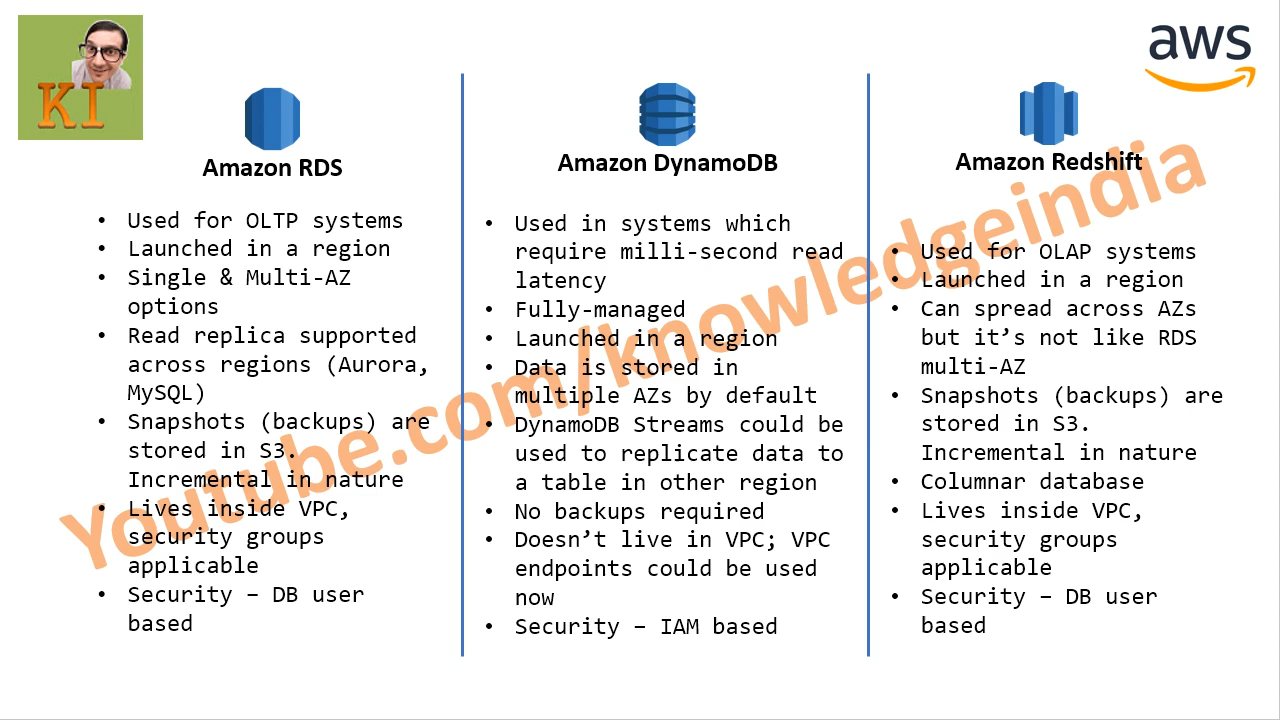 KI
aws
Amazon RDS
• Used for OLTP systems
• Launched in a region
• Single & Multi-AZ
options
• Read replica supported
across regions (Aurora,
MySQL)
• Snapshots (backups) are
stored in S3.
Incremental in nature
• Lives inside VPC,
security groups
applicable
• Security – DB user
based
Amazon DynamoDB
• Used in systems which
require milli-second read
latency
• Fully-managed
• Launched in a region
• Data is stored in
multiple AZs by default
• DynamoDB Streams could be
used to replicate data to
a table in other region
• No backups required
• Doesn’t live in VPC; VPC
endpoints could be used
now
• Security – IAM based
Amazon Redshift
• Used for OLAP systems
• Launched in a region
• Can spread across AZs
but it’s not like RDS
multi-AZ
• Snapshots (backups) are
stored in S3.
Incremental in nature
• Columnar database
• Lives inside VPC,
security groups
applicable
• Security – DB user
based
Youtube.com/knowledgeindia